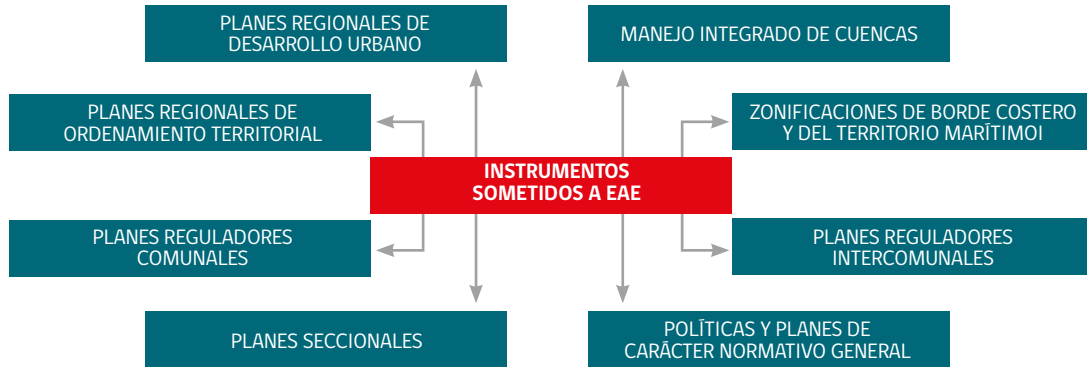 PLANES REGIONALES DE
DESARROLLO URBANO
MANEJO INTEGRADO DE CUENCAS
PLANES REGIONALES DE
ORDENAMIENTO TERRITORIAL
ZONIFICACIONES DE BORDE COSTERO
Y DEL TERRITORIO MARÍTIMOI
INSTRUMENTOS
SOMETIDOS A EAE
PLANES REGULADORES
COMUNALES
PLANES REGULADORES
INTERCOMUNALES
PLANES SECCIONALES
POLÍTICAS Y PLANES DE
CARÁCTER NORMATIVO GENERAL